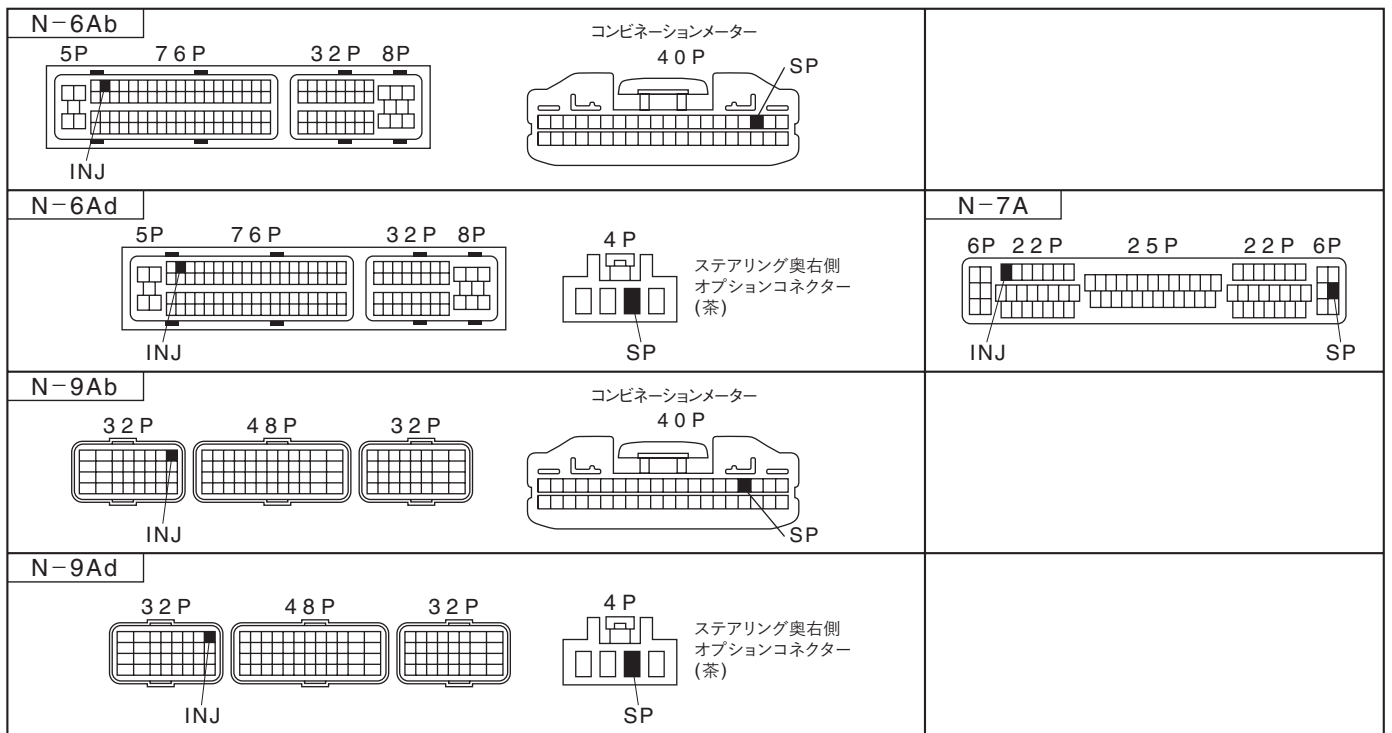 N−6Ab
5P 76P 32P 8P
INJ
コンビネーションメーター
40P
SP
N−6Ad
5P 76P 32P 8P
INJ
4P
ステアリング奥右側
オプションコネクター
(茶)
SP
N−7A
6P 22P 25P 22P 6P
INJ SP
N−9Ab
32P 48P 32P
INJ
コンビネーションメーター
40P
SP
N−9Ad
32P 48P 32P
INJ
4P
ステアリング奥右側
オプションコネクター
(茶)
SP